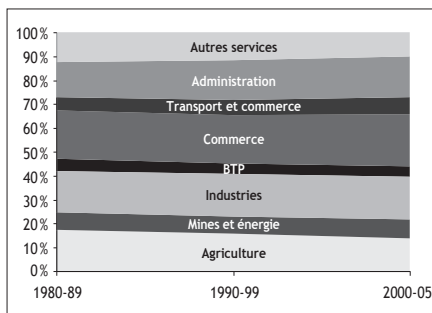 100%
90%
80%
70%
60%
50%
40%
30%
20%
10%
0%
Autres services
Administration
Transport et commerce
Commerce
BTP
Industries
Mines et énergie
Agriculture
1980-89
1990-99
2000-05